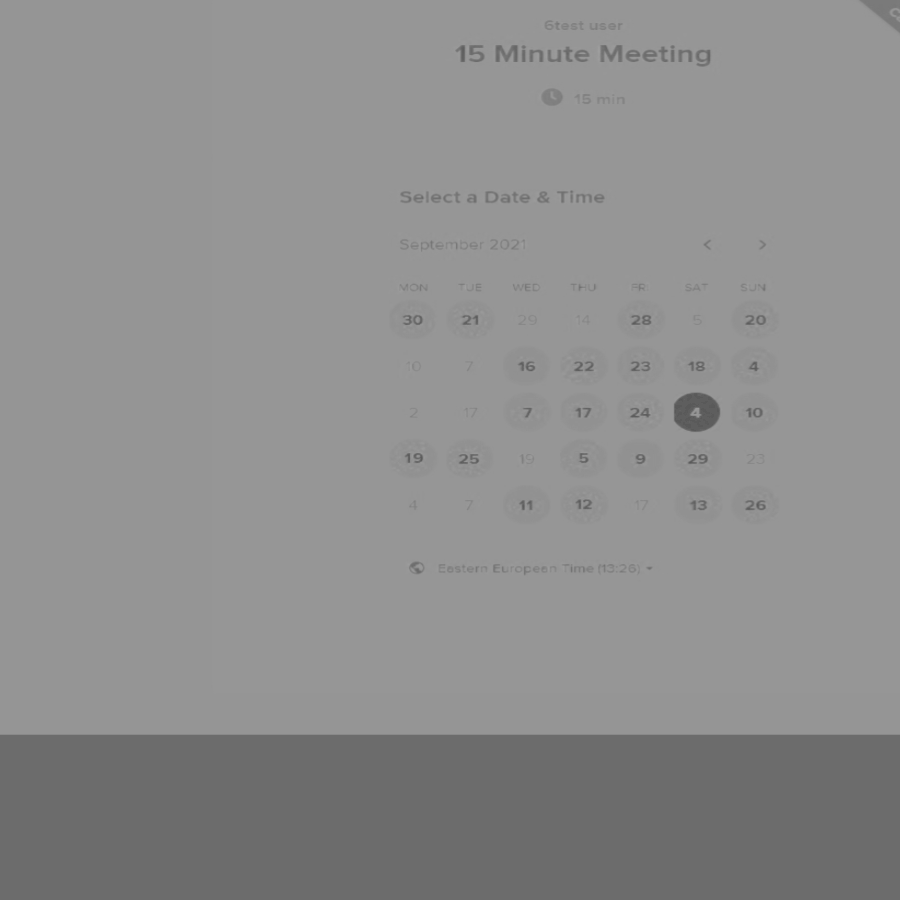 6test user
15 Minute Meeting
15 min
Select a Date & Time
September 2021 < >
MON TUE WED THU FRI SAT SUN
30 21 29 14 28 5 20
10 7 16 22 23 18 4
2 17 7 17 24 4 10
19 25 19 5 9 29 23
4 7 11 12 17 13 26
Eastern European Time (13:26)